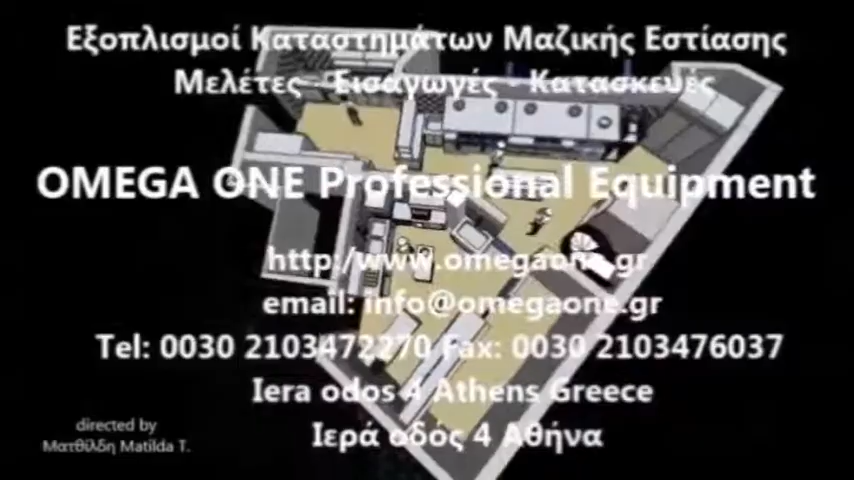 Εξοπλισμοί Καταστημάτων Μαζικής Εστίασης
Μελέτες - Εισαγωγές - Κατασκευές
OMEGA ONE Professional Equipment
http:/www.omegaone.gr
email: info@omegaone.gr
Tel: 0030 2103472270 Fax: 0030 2103476037
Iera odos 4 Athens Greece
Ιερά οδος 4 Αθήνα
directed by
Ματθίλδη Matilda T.